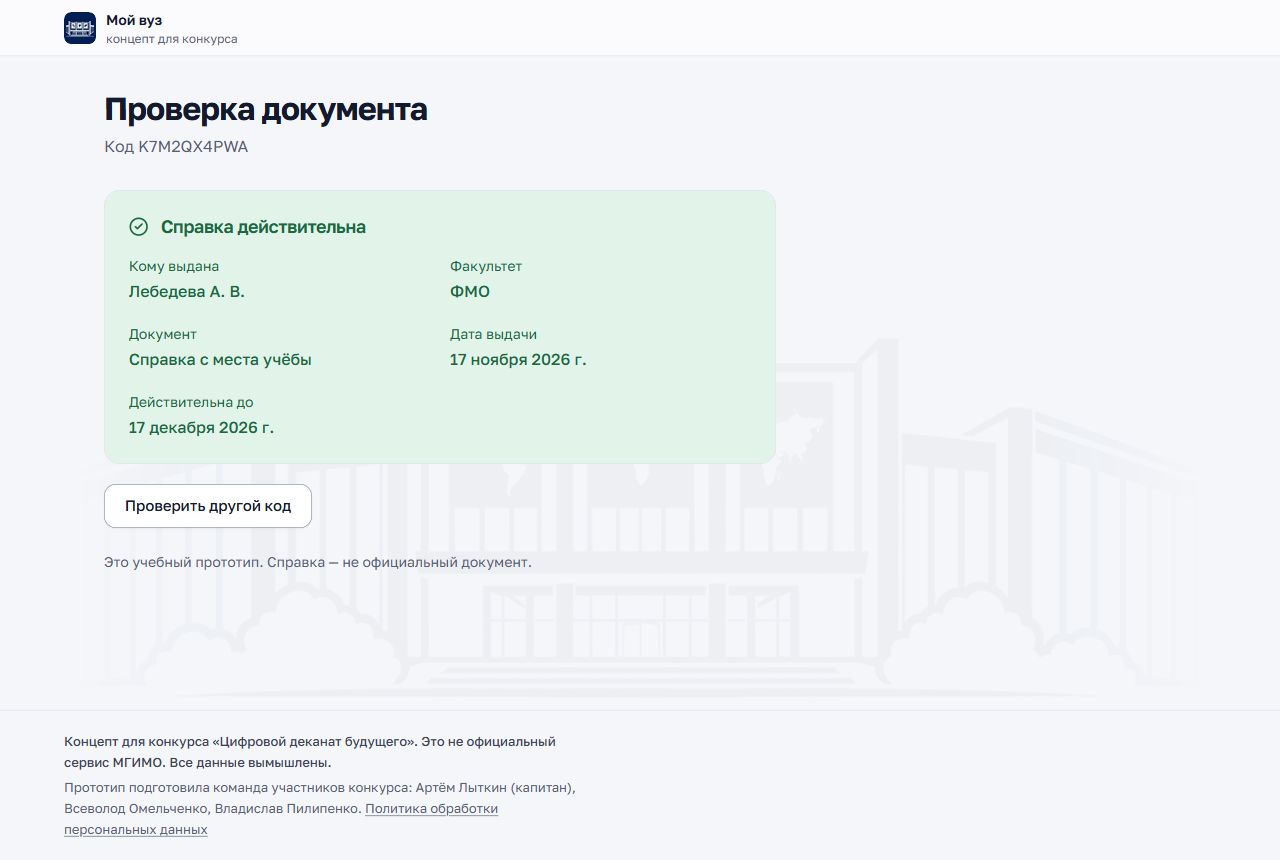 Мой вуз
концепт для конкурса
Проверка документа
Код K7M2QX4PWA
Справка действительна
Кому выдана
Лебедева А. В.
Факультет
ФМО
Документ
Справка с места учёбы
Дата выдачи
17 ноября 2026 г.
Действительна до
17 декабря 2026 г.
Проверить другой код
Это учебный прототип. Справка — не официальный документ.
Концепт для конкурса «Цифровой деканат будущего». Это не официальный
сервис МГИМО. Все данные вымышлены.
Прототип подготовила команда участников конкурса: Артём Лыткин (капитан),
Всеволод Омельченко, Владислав Пилипенко. Политика обработки
персональных данных